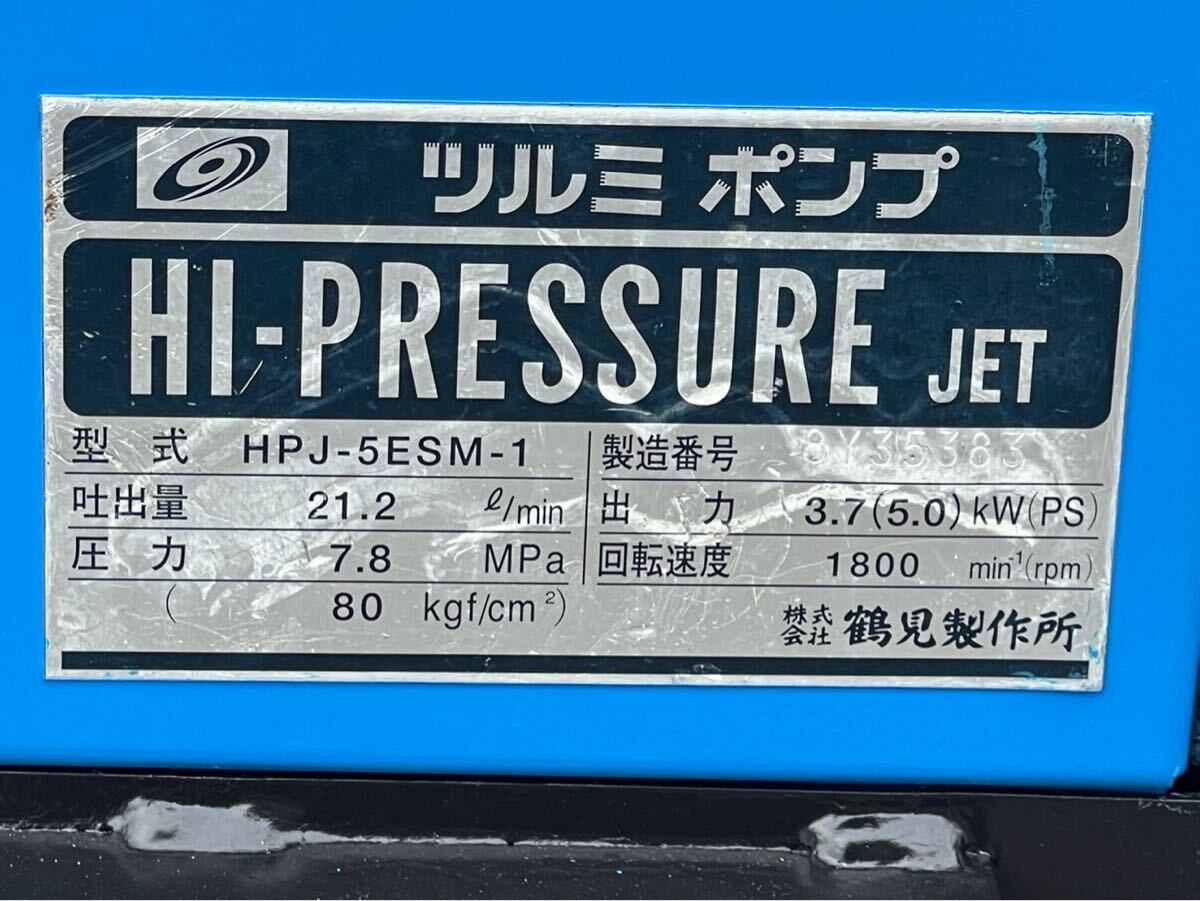 ツルミポンプ
HI-PRESSURE JET
型式 HPJ-5ESM-1
製造番号 8Y35383
吐出量 21.2 ℓ/min
出力 3.7(5.0) kW(PS)
圧力 7.8 MPa
回転速度 1800 min⁻¹(rpm)
( 80 kgf/cm²)
株式会社 鶴見製作所